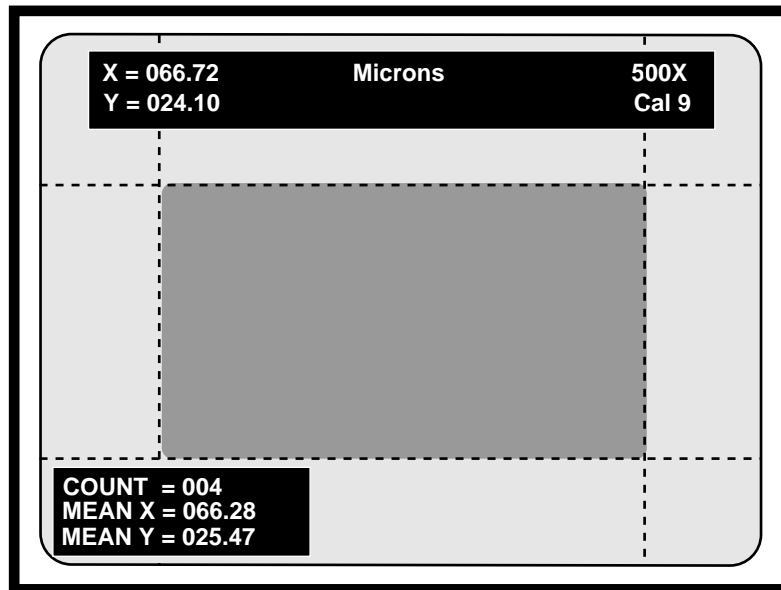 X = 066.72 Microns 500X
Y = 024.10 Cal 9
COUNT = 004
MEAN X = 066.28
MEAN Y = 025.47